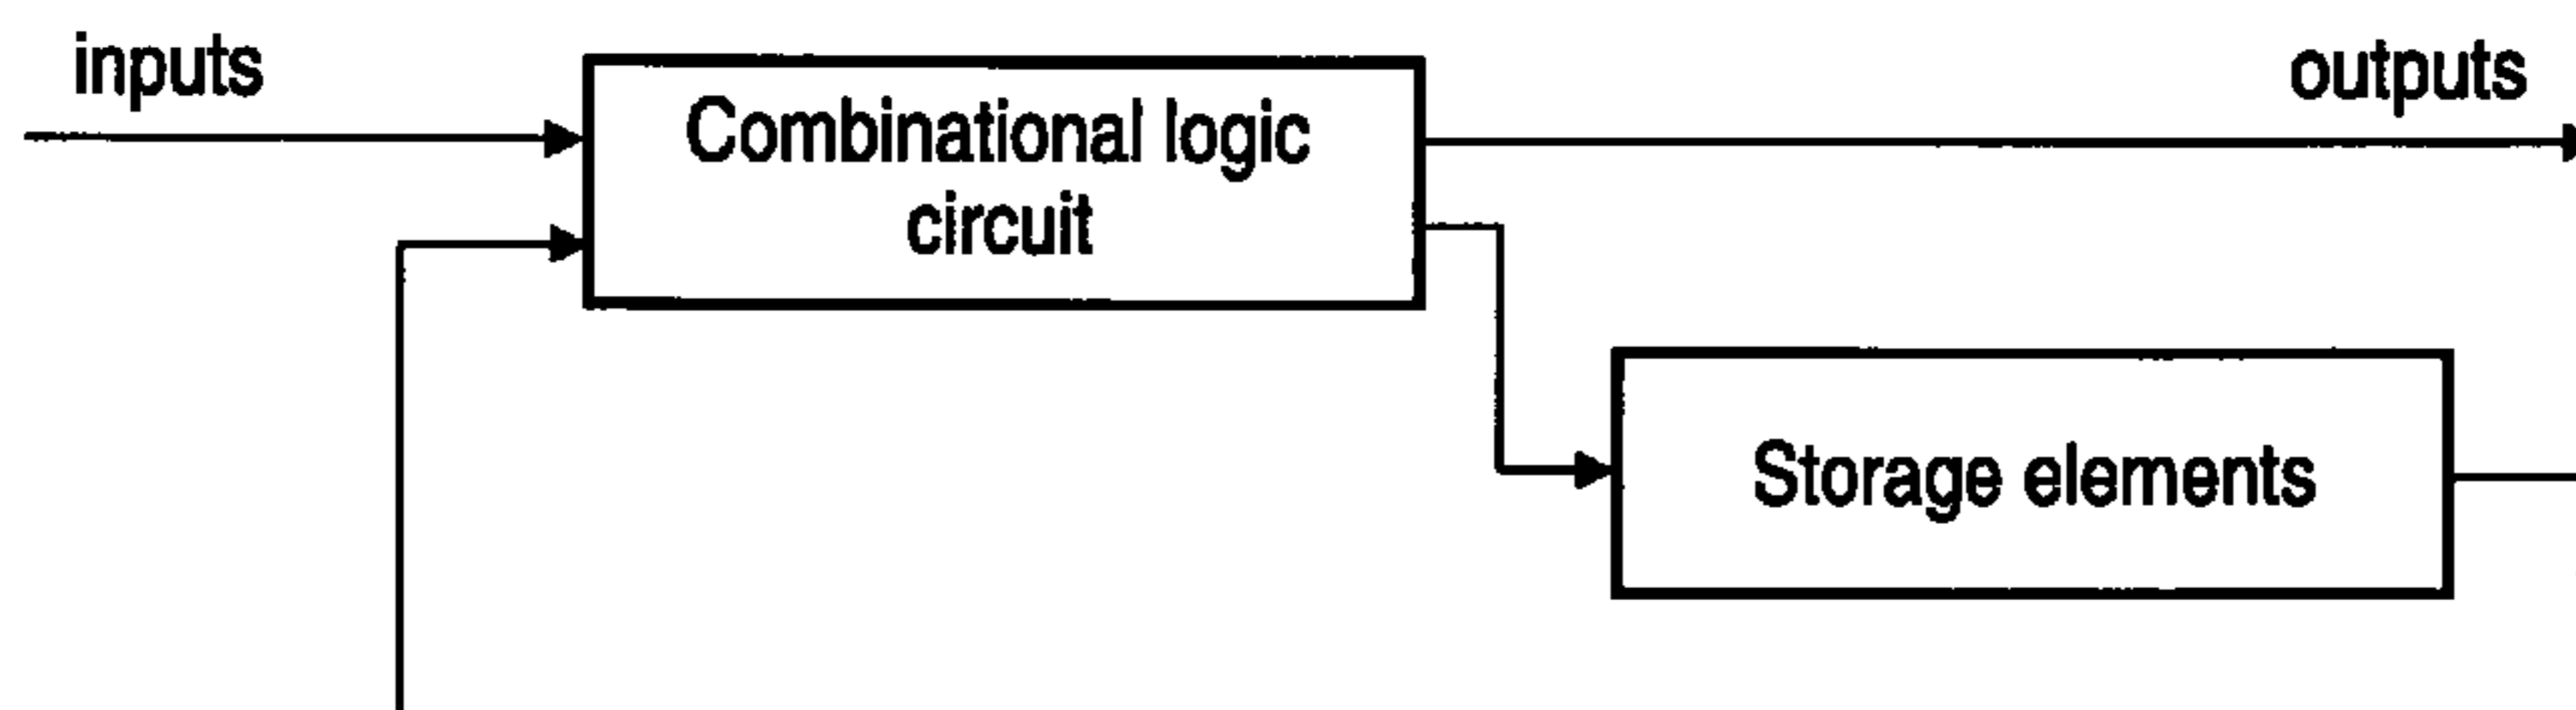 inputs
outputs
Combinational logic
circuit
Storage elements